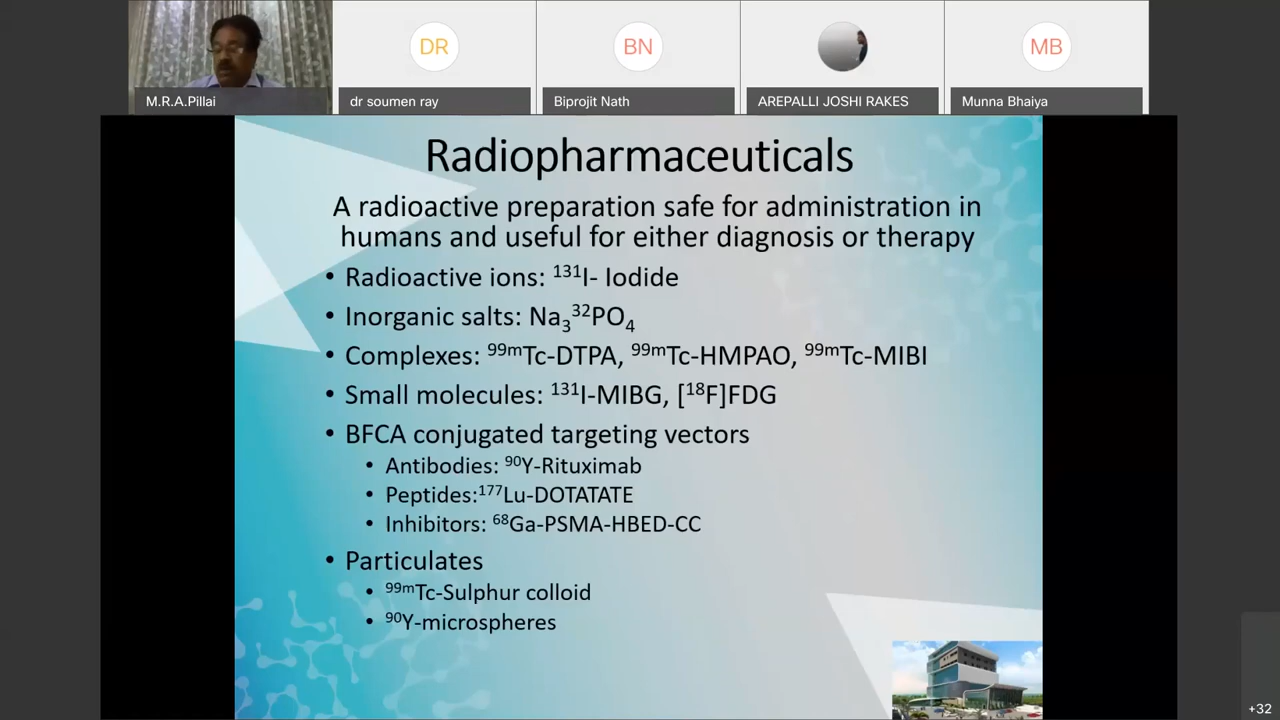 DR
BN
MB
M.R.A.Pillai
dr soumen ray
Biprojit Nath
AREPALLI JOSHI RAKES
Munna Bhaiya
Radiopharmaceuticals
A radioactive preparation safe for administration in
humans and useful for either diagnosis or therapy
• Radioactive ions: ¹³¹I- Iodide
• Inorganic salts: Na₃³²PO₄
• Complexes: ⁹⁹ᵐTc-DTPA, ⁹⁹ᵐTc-HMPAO, ⁹⁹ᵐTc-MIBI
• Small molecules: ¹³¹I-MIBG, [¹⁸F]FDG
• BFCA conjugated targeting vectors
• Antibodies: ⁹⁰Y-Rituximab
• Peptides:¹⁷⁷Lu-DOTATATE
• Inhibitors: ⁶⁸Ga-PSMA-HBED-CC
• Particulates
• ⁹⁹ᵐTc-Sulphur colloid
• ⁹⁰Y-microspheres
+32